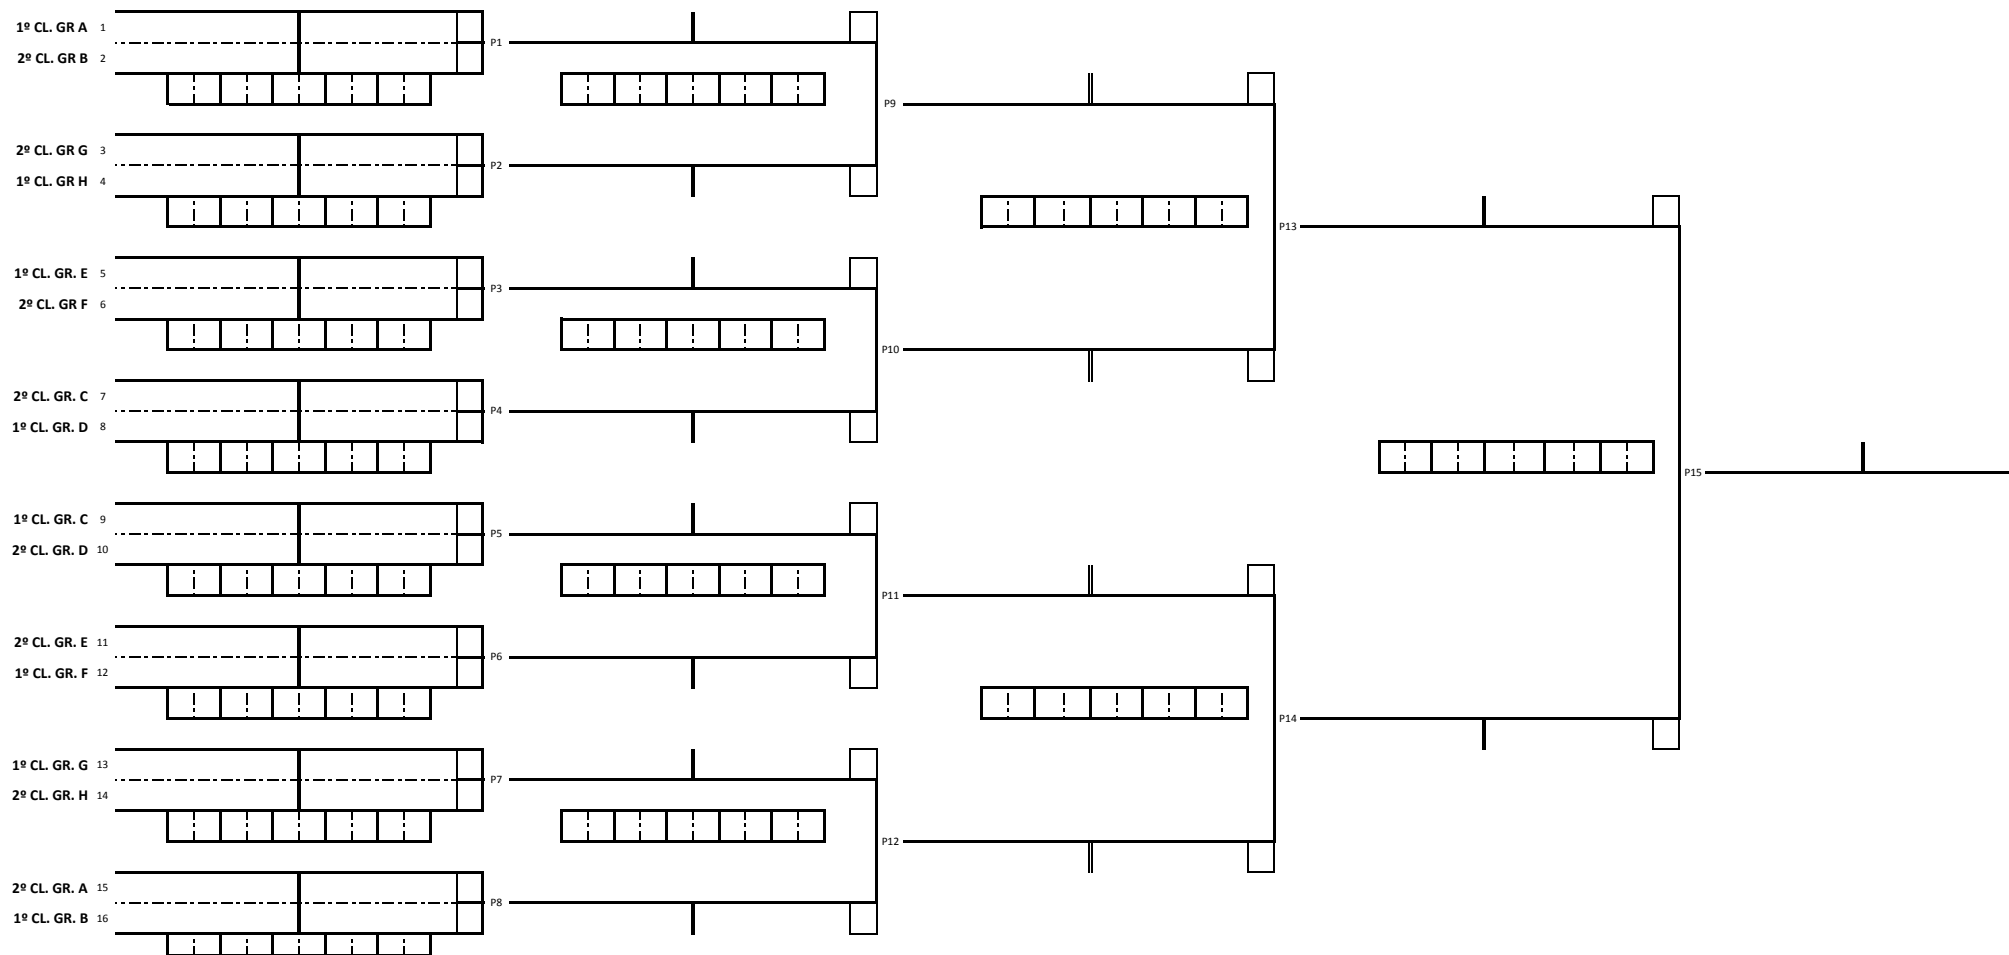 1º CL. GR A 1
P1
2º CL. GR B 2
P9
2º CL. GR G 3
P2
1º CL. GR H 4
P13
1º CL. GR. E 5
P3
2º CL. GR F 6
P10
2º CL. GR. C 7
P4
1º CL. GR. D 8
P15
1º CL. GR. C 9
P5
2º CL. GR. D 10
P11
2º CL. GR. E 11
P6
1º CL. GR. F 12
P14
1º CL. GR. G 13
P7
2º CL. GR. H 14
P12
2º CL. GR. A 15
P8
1º CL. GR. B 16